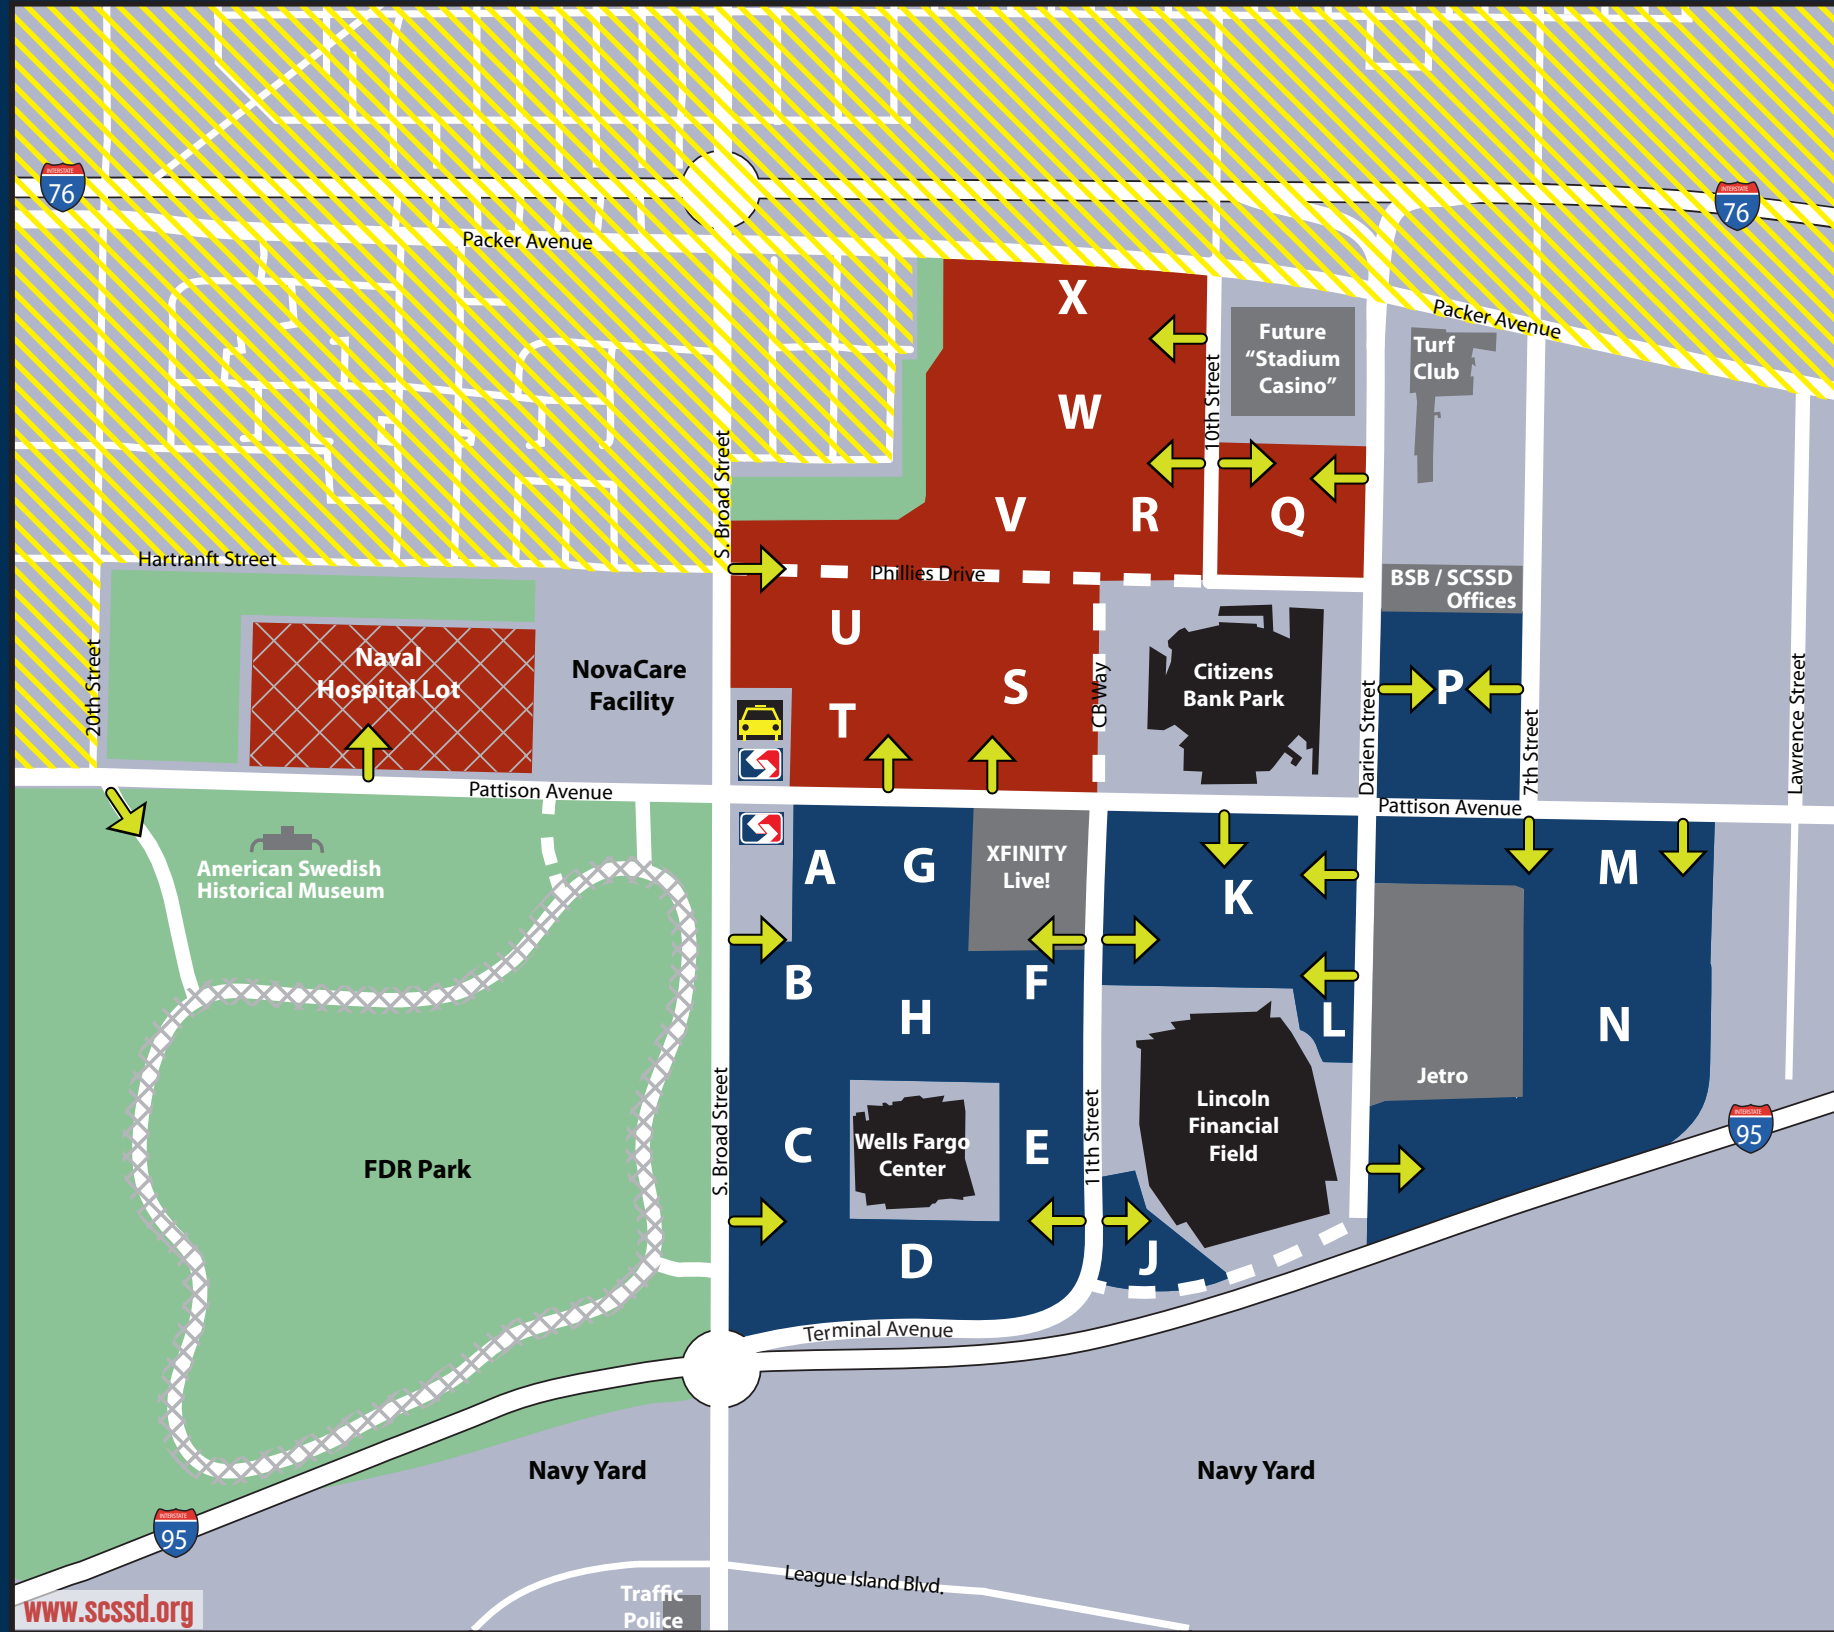 INTERSTATE
76
INTERSTATE
76
Packer Avenue
Packer Avenue
X
Future
“Stadium
Casino”
Turf
Club
10th Street
W
S. Broad Street
V
R
Q
Hartranft Street
Phillies Drive
BSB / SCSSD
Offices
U
Naval
Hospital Lot
NovaCare
Facility
20th Street
S
T
CB Way
Citizens
Bank Park
P
Darien Street
7th Street
Lawrence Street
Pattison Avenue
Pattison Avenue
American Swedish
Historical Museum
A
G
XFINITY
Live!
K
M
B
F
H
L
N
Jetro
S. Broad Street
C
Wells Fargo
Center
E
11th Street
Lincoln
Financial
Field
INTERSTATE
95
FDR Park
D
J
Terminal Avenue
Navy Yard
Navy Yard
INTERSTATE
95
League Island Blvd.
Traffic
Police
www.scssd.org